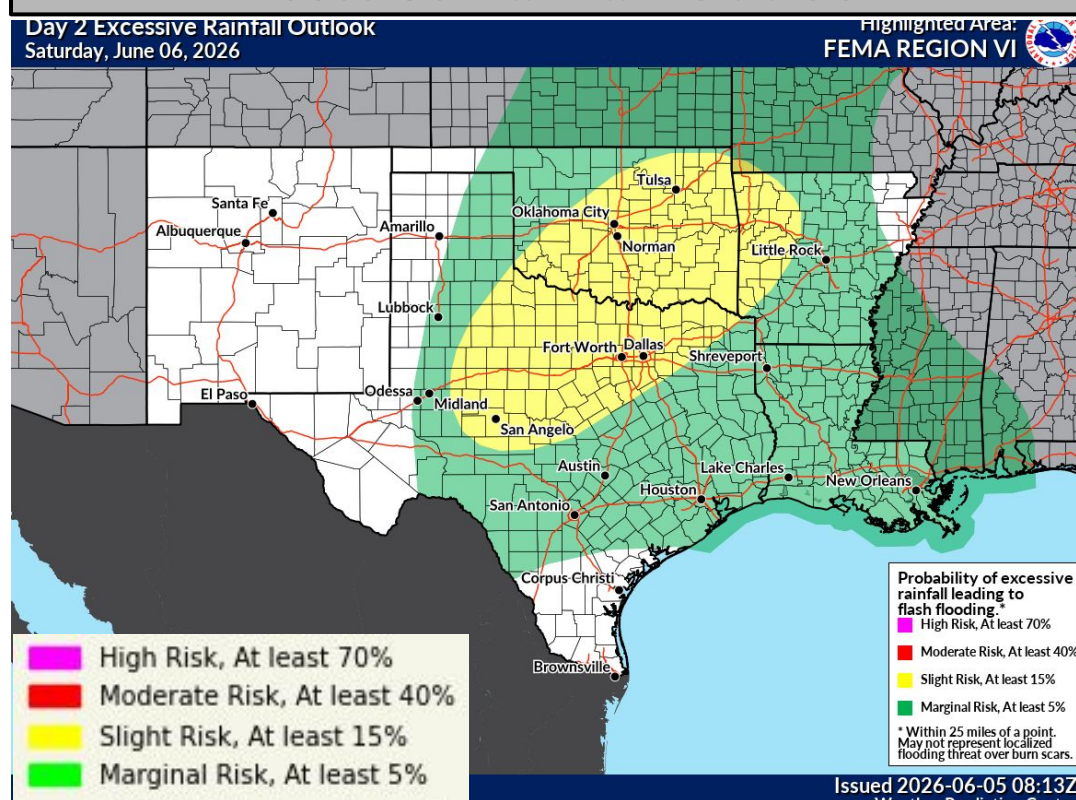 Day 2 Excessive Rainfall Outlook
Saturday, June 06, 2026
Highlighted Area:
FEMA REGION VI
Santa Fe
Albuquerque
Amarillo
Tulsa
Oklahoma City
Norman
Little Rock
Lubbock
Fort Worth
Dallas
Shreveport
El Paso
Odessa
Midland
San Angelo
Austin
Lake Charles
Houston
New Orleans
San Antonio
Corpus Christi
Brownsville
Probability of excessive
rainfall leading to
flash flooding.*
High Risk, At least 70%
Moderate Risk, At least 40%
Slight Risk, At least 15%
Marginal Risk, At least 5%
* Within 25 miles of a point.
May not represent localized
flooding threat over burn scars.
High Risk, At least 70%
Moderate Risk, At least 40%
Slight Risk, At least 15%
Marginal Risk, At least 5%
Issued 2026-06-05 08:13Z